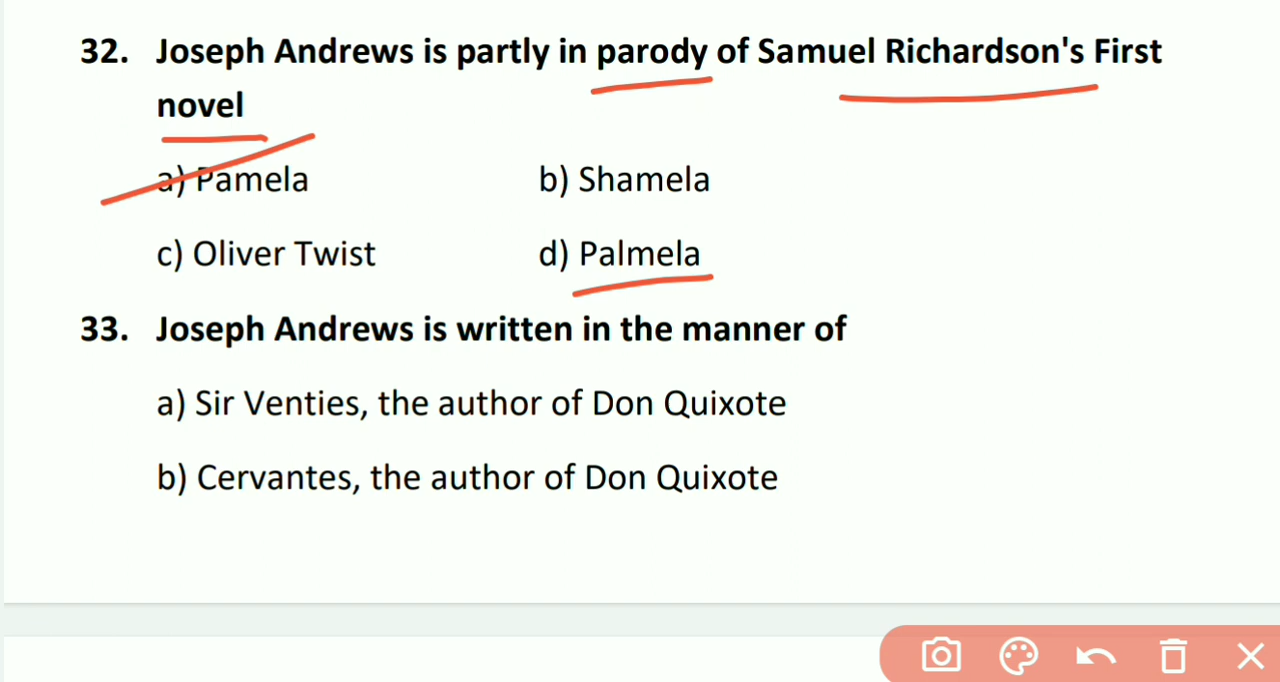 32. Joseph Andrews is partly in parody of Samuel Richardson's First
novel
a) Pamela b) Shamela
c) Oliver Twist d) Palmela
33. Joseph Andrews is written in the manner of
a) Sir Venties, the author of Don Quixote
b) Cervantes, the author of Don Quixote